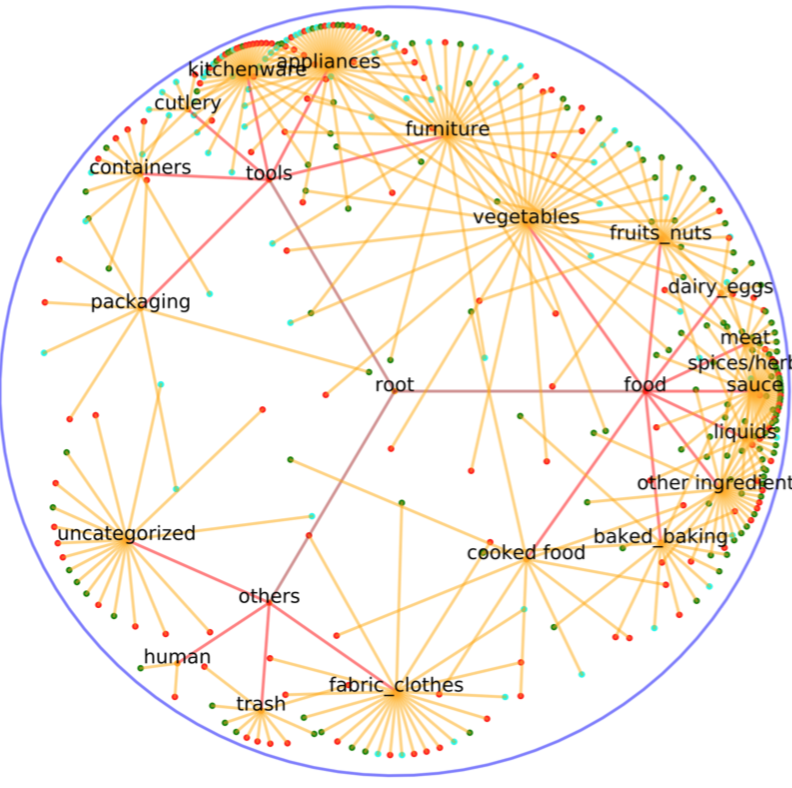 appliances
kitchenware
cutlery
furniture
containers
tools
vegetables
fruits_nuts
dairy_eggs
packaging
meat
spices/herb
root
food
sauce
liquids
other ingredient
uncategorized
baked_baking
cooked food
others
human
fabric_clothes
trash